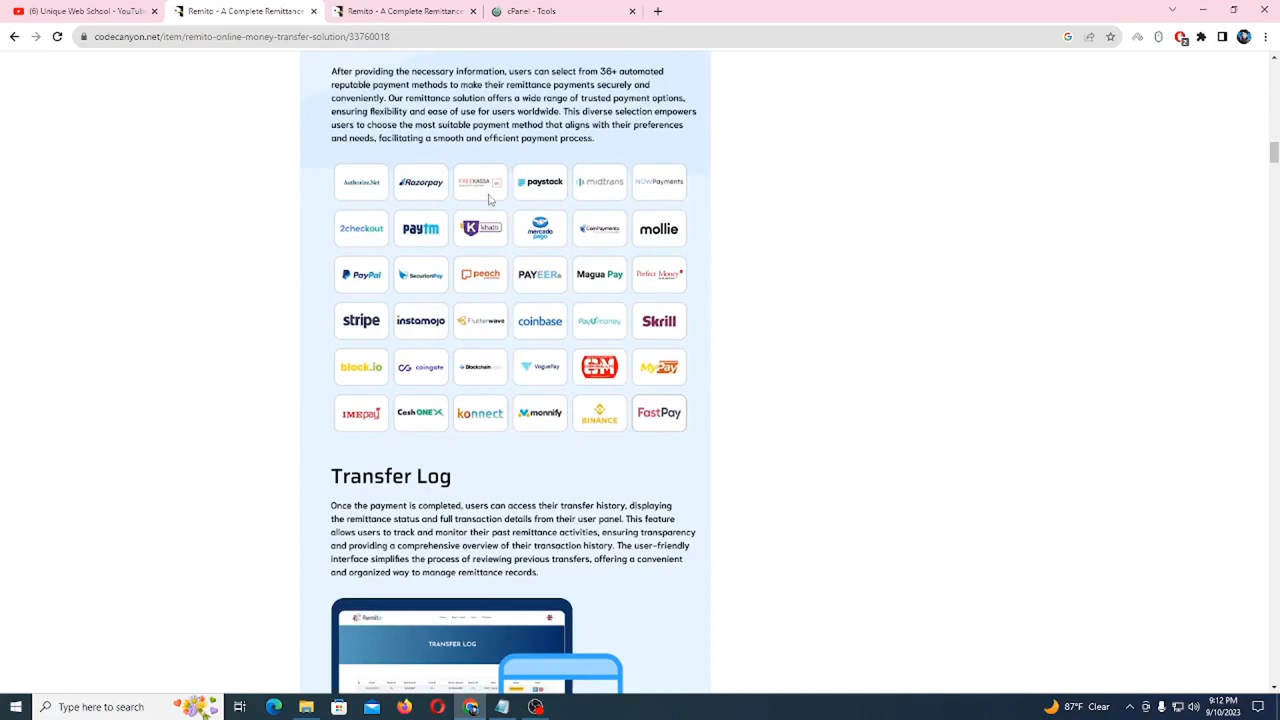 (6) Unique Web School - YouTu
Remito - A Complete Remittance
Remito - A Complete Remittance
cPanel - Tools
codecanyon.net/item/remito-online-money-transfer-solution/33760018
After providing the necessary information, users can select from 36+ automated
reputable payment methods to make their remittance payments securely and
conveniently. Our remittance solution offers a wide range of trusted payment options,
ensuring flexibility and ease of use for users worldwide. This diverse selection empowers
users to choose the most suitable payment method that aligns with their preferences
and needs, facilitating a smooth and efficient payment process.
Authorize.Net Razorpay FREEKASSA paystack midtrans NOWPayments
2checkout paytm khalti mercado pago CoinPayments mollie
PayPal SecurionPay peach PAYEER Magua Pay Perfect Money
stripe instamojo Flutterwave coinbase PayUmoney Skrill
block.io coingate Blockchain VoguePay MyPay
IMEpay Cash ONEX konnect monnify BINANCE FastPay
Transfer Log
Once the payment is completed, users can access their transfer history, displaying
the remittance status and full transaction details from their user panel. This feature
allows users to track and monitor their past remittance activities, ensuring transparency
and providing a comprehensive overview of their transaction history. The user-friendly
interface simplifies the process of reviewing previous transfers, offering a convenient
and organized way to manage remittance records.
Remito
TRANSFER LOG
Type here to search
87°F Clear
9:12 PM
9/10/2023